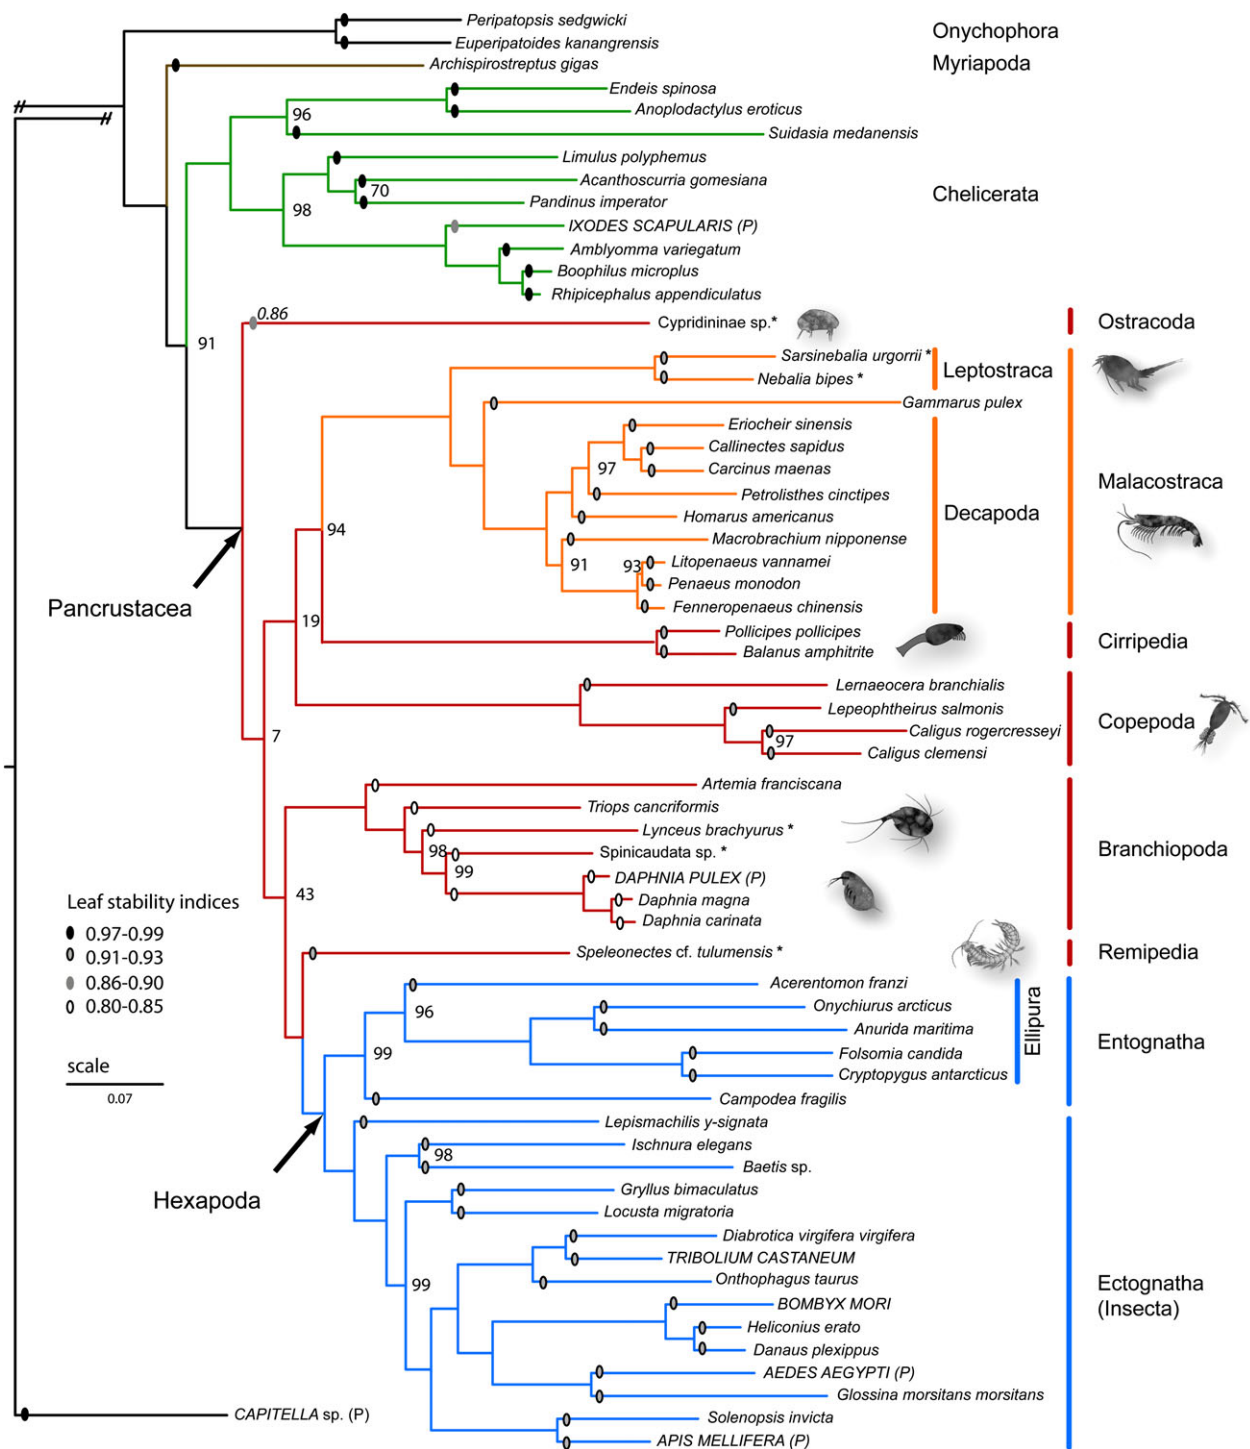 Peripatopsis sedgwicki
Onychophora
Euperipatoides kanangrensis
Archispirostreptus gigas
Myriapoda
Endeis spinosa
96
Anoplodactylus eroticus
Suidasia medanensis
Limulus polyphemus
Acanthoscurria gomesiana
70
Chelicerata
98
Pandinus imperator
IXODES SCAPULARIS (P)
Amblyomma variegatum
Boophilus microplus
Rhipicephalus appendiculatus
0.86
Cypridininae sp.*
Ostracoda
91
Sarsinebalia urgorrii *
Leptostraca
Nebalia bipes *
Gammarus pulex
Eriocheir sinensis
Callinectes sapidus
97
Carcinus maenas
Malacostraca
Petrolisthes cinctipes
Homarus americanus
Decapoda
94
Macrobrachium nipponense
91
93
Litopenaeus vannamei
Penaeus monodon
Pancrustacea
Fenneropenaeus chinensis
19
Pollicipes pollicipes
Cirripedia
Balanus amphitrite
Lernaeocera branchialis
Lepeophtheirus salmonis
Copepoda
Caligus rogercresseyi
7
97
Caligus clemensi
Artemia franciscana
Triops cancriformis
Lynceus brachyurus *
98
Spinicaudata sp. *
Branchiopoda
99
DAPHNIA PULEX (P)
43
Daphnia magna
Daphnia carinata
Leaf stability indices
0.97-0.99
0.91-0.93
0.86-0.90
0.80-0.85
Speleonectes cf. tulumensis *
Remipedia
Acerentomon franzi
96
Onychiurus arcticus
Anurida maritima
Ellipura
Entognatha
99
Folsomia candida
scale
Cryptopygus antarcticus
0.07
Campodea fragilis
Lepismachilis y-signata
Ischnura elegans
98
Baetis sp.
Hexapoda
Gryllus bimaculatus
Locusta migratoria
Diabrotica virgifera virgifera
TRIBOLIUM CASTANEUM
99
Onthophagus taurus
Ectognatha
(Insecta)
BOMBYX MORI
Heliconius erato
Danaus plexippus
AEDES AEGYPTI (P)
Glossina morsitans morsitans
CAPITELLA sp. (P)
Solenopsis invicta
APIS MELLIFERA (P)